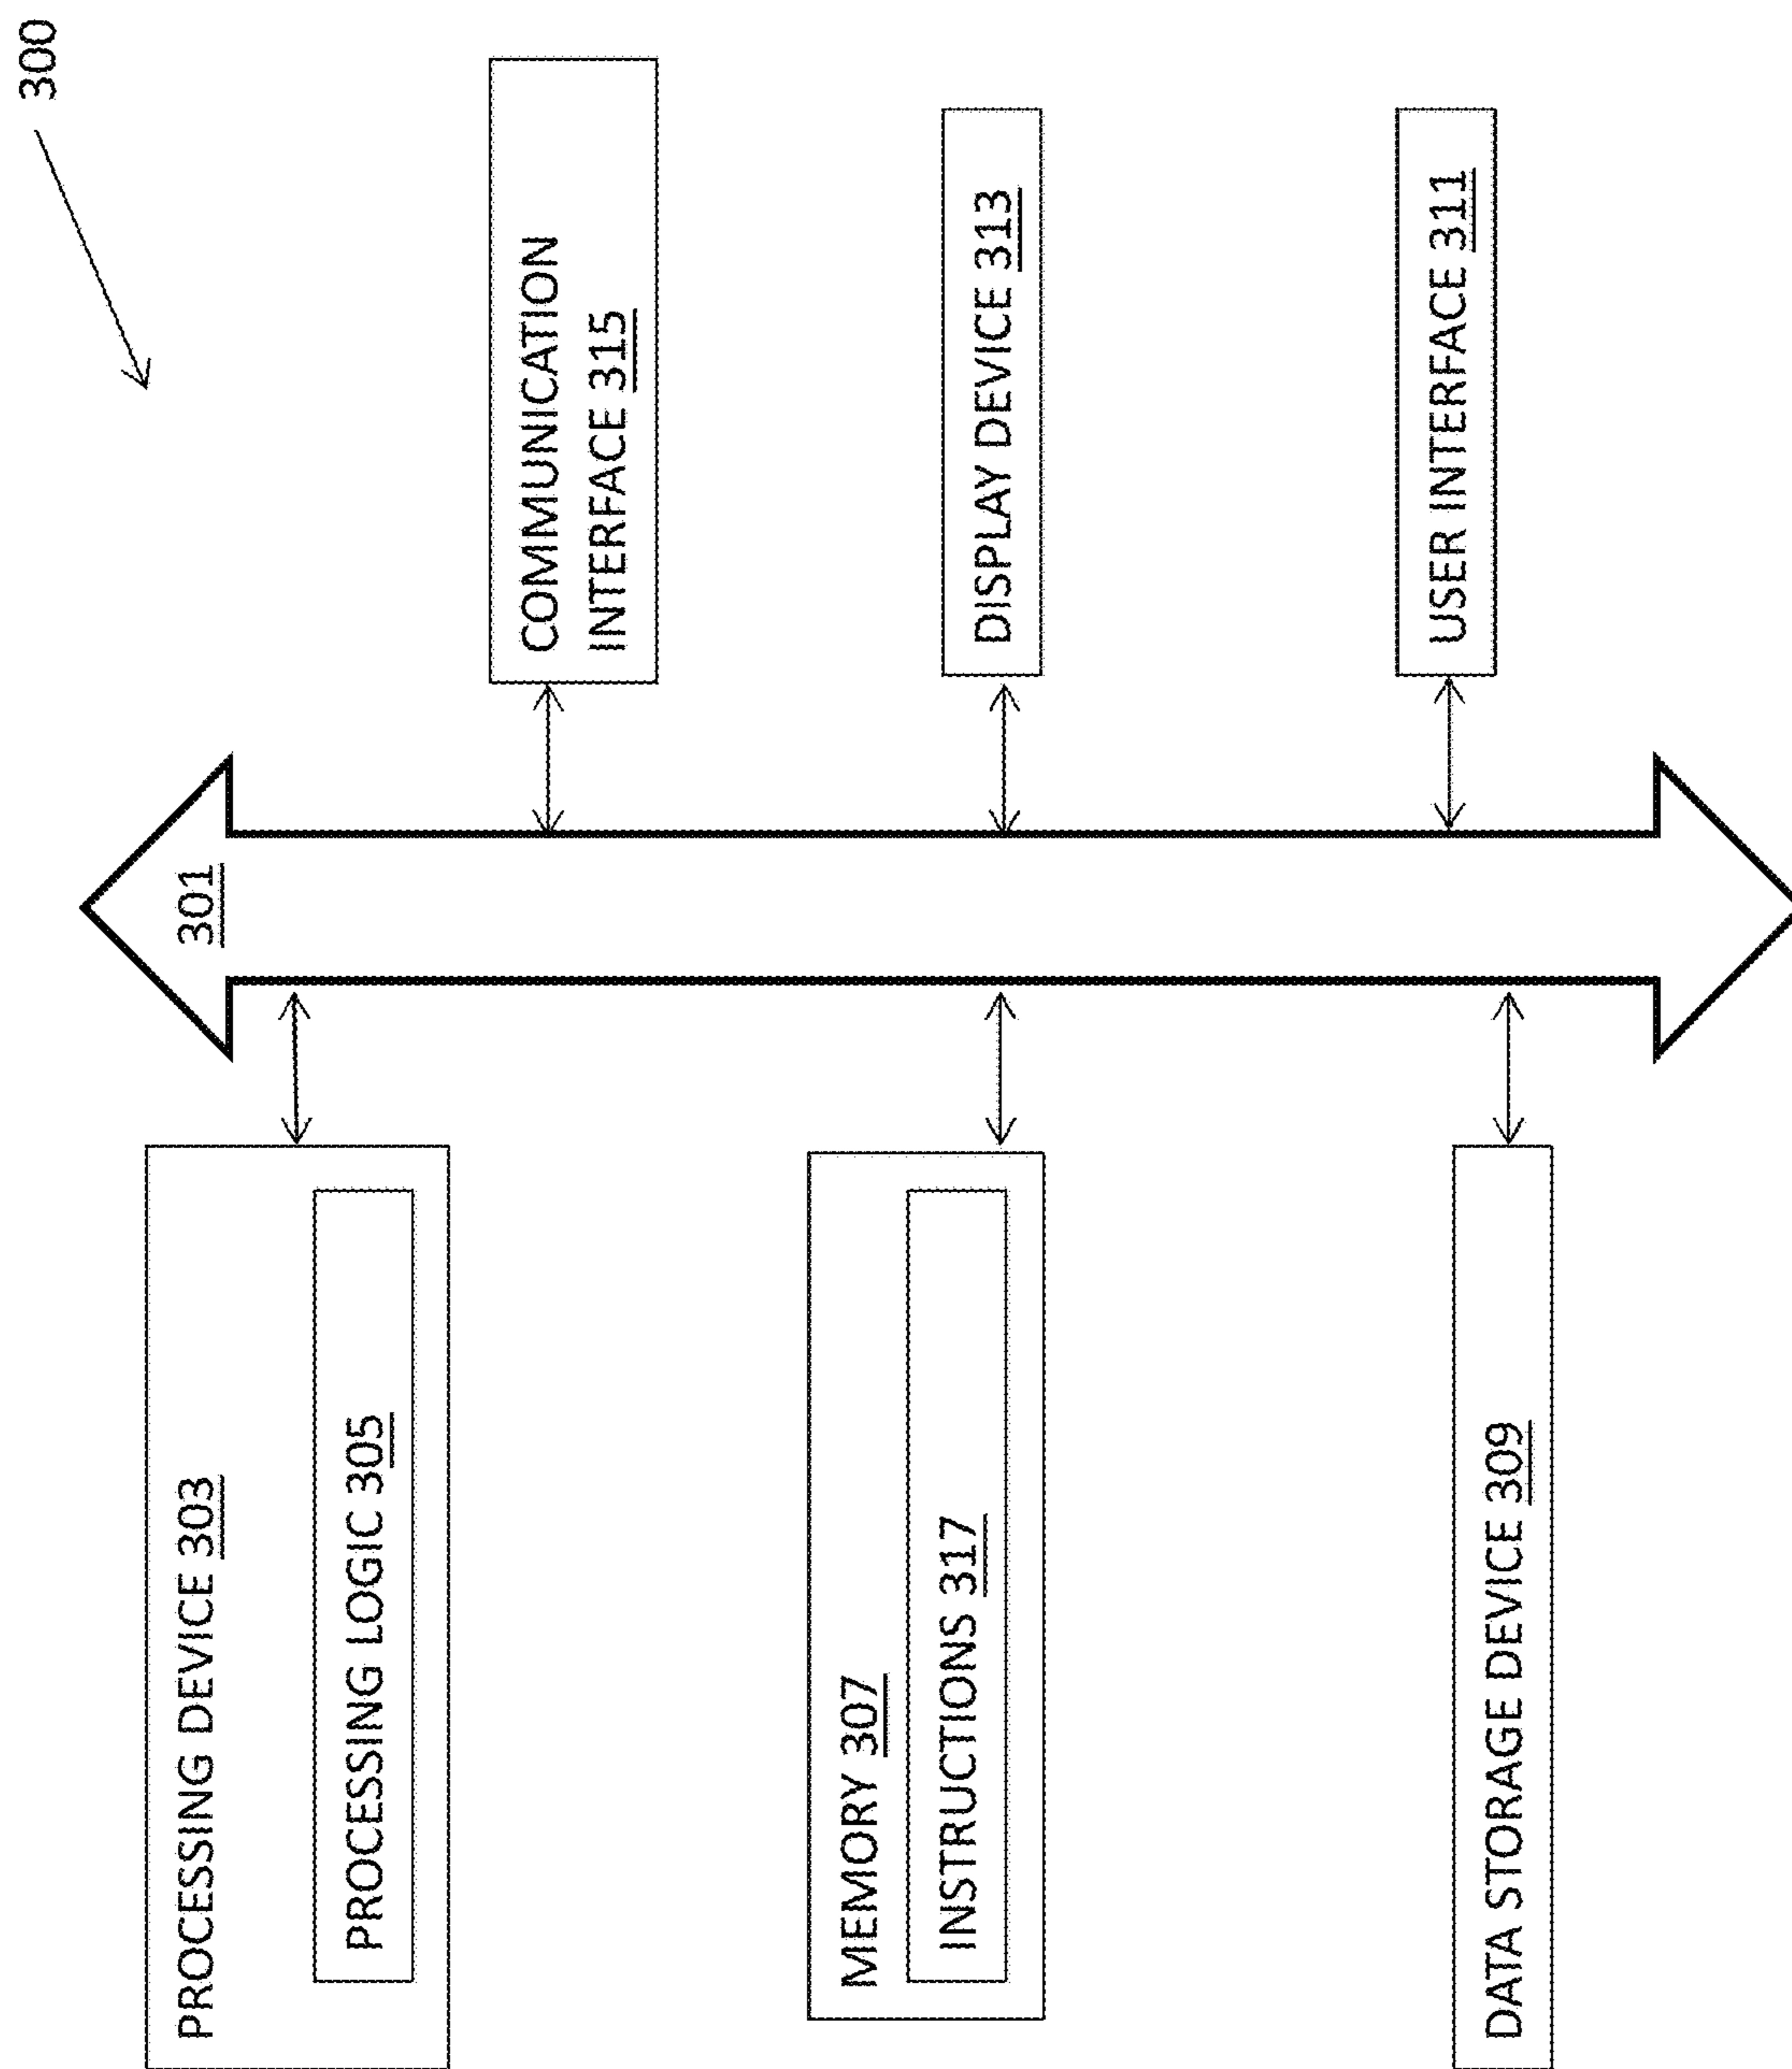 300
PROCESSING DEVICE 303
PROCESSING LOGIC 305
MEMORY 307
INSTRUCTIONS 317
DATA STORAGE DEVICE 309
301
COMMUNICATION
INTERFACE 315
DISPLAY DEVICE 313
USER INTERFACE 311